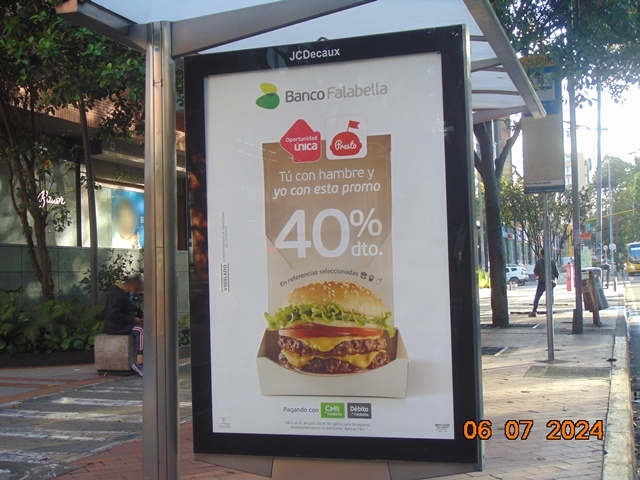 JCDecaux
Banco Falabella
Oportunidad
única
Presto
Tú con hambre y
yo con esta promo
40%
dto.
En referencias seleccionadas
VIGILADO
Pagando con
CMR
Débito
06 07 2024